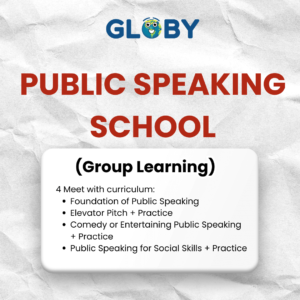 GLOBY
PUBLIC SPEAKING
SCHOOL
(Group Learning)
4 Meet with curriculum:
• Foundation of Public Speaking
• Elevator Pitch + Practice
• Comedy or Entertaining Public Speaking
+ Practice
• Public Speaking for Social Skills + Practice